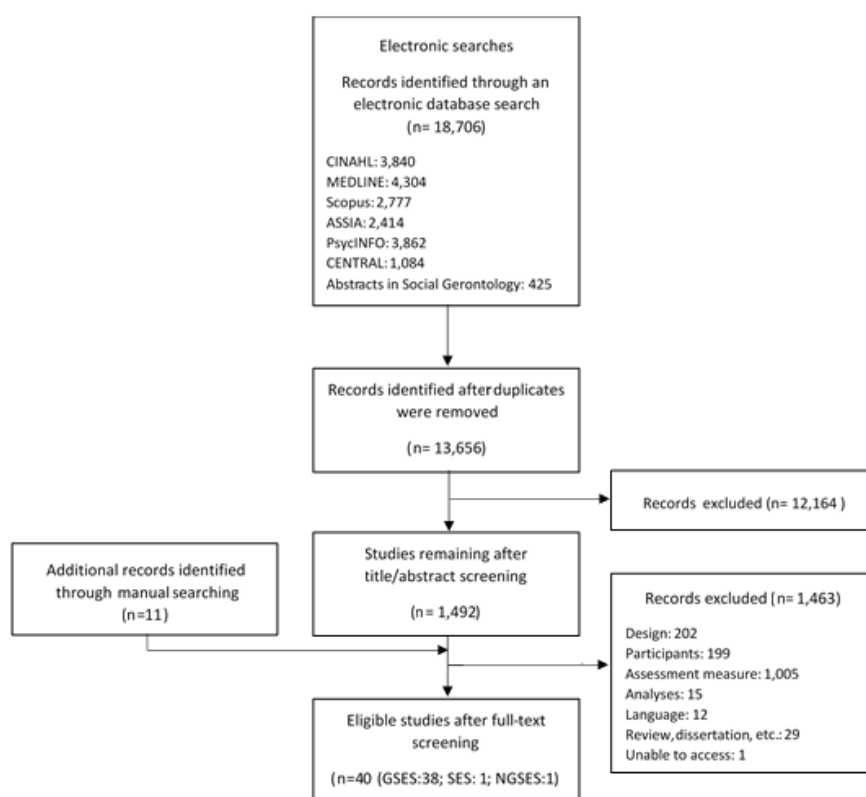 Electronic searches
Records identified through an
electronic database search
(n= 18,706)
CINAHL: 3,840
MEDLINE: 4,304
Scopus: 2,777
ASSIA: 2,414
PsycINFO: 3,862
CENTRAL: 1,084
Abstracts in Social Gerontology: 425
Records identified after duplicates
were removed
(n= 13,656)
Records excluded (n= 12,164 )
Studies remaining after
title/abstract screening
(n= 1,492)
Additional records identified
through manual searching
(n=11)
Records excluded (n= 1,463)
Design: 202
Participants: 199
Assessment measure: 1,005
Analyses: 15
Language: 12
Review, dissertation, etc.: 29
Unable to access: 1
Eligible studies after full-text
screening
(n=40 (GSES:38; SES: 1; NGSES:1)